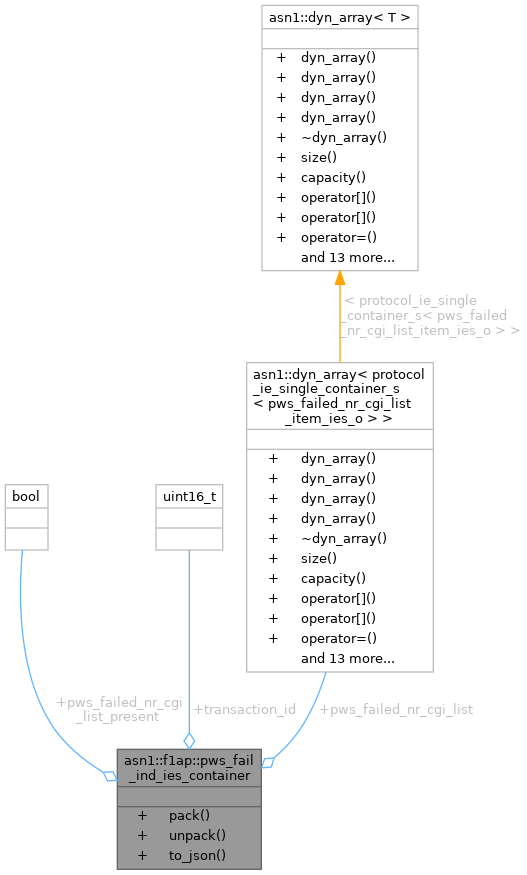 asn1::dyn_array< T >
+ dyn_array()
+ dyn_array()
+ dyn_array()
+ dyn_array()
+ ~dyn_array()
+ size()
+ capacity()
+ operator[]()
+ operator[]()
+ operator=()
and 13 more...
< protocol_ie_single
_container_s< pws_failed
_nr_cgi_list_item_ies_o > >
asn1::dyn_array< protocol
_ie_single_container_s
< pws_failed_nr_cgi_list
_item_ies_o > >
+ dyn_array()
+ dyn_array()
+ dyn_array()
+ dyn_array()
+ ~dyn_array()
+ size()
+ capacity()
+ operator[]()
+ operator[]()
+ operator=()
and 13 more...
bool
uint16_t
+pws_failed_nr_cgi
_list_present
+transaction_id
+pws_failed_nr_cgi_list
asn1::f1ap::pws_fail
_ind_ies_container
+ pack()
+ unpack()
+ to_json()